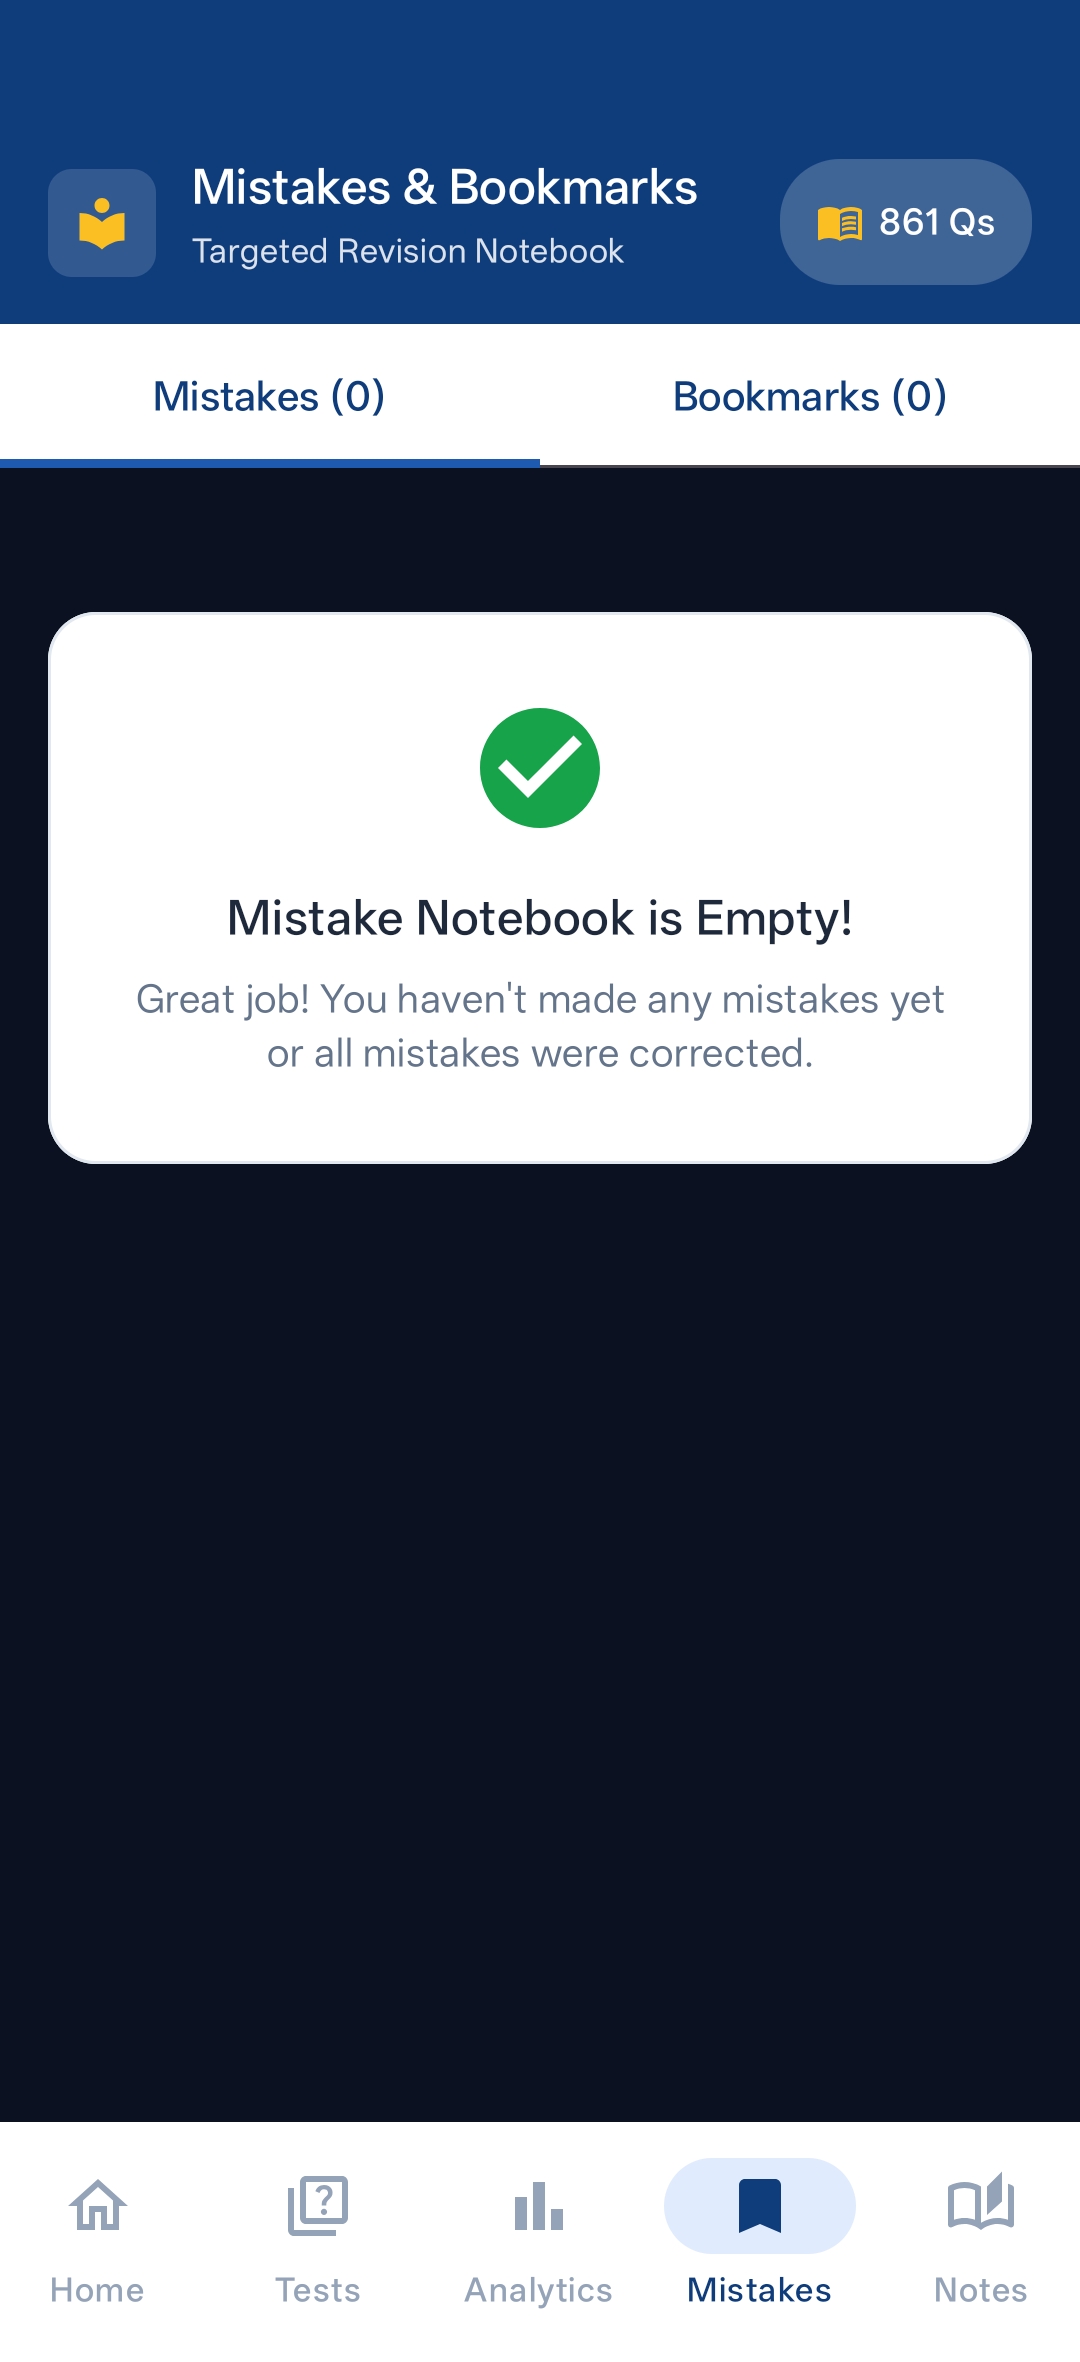 Mistakes & Bookmarks
Targeted Revision Notebook
861 Qs
Mistakes (0)
Bookmarks (0)
Mistake Notebook is Empty!
Great job! You haven't made any mistakes yet
or all mistakes were corrected.
Home
Tests
Analytics
Mistakes
Notes